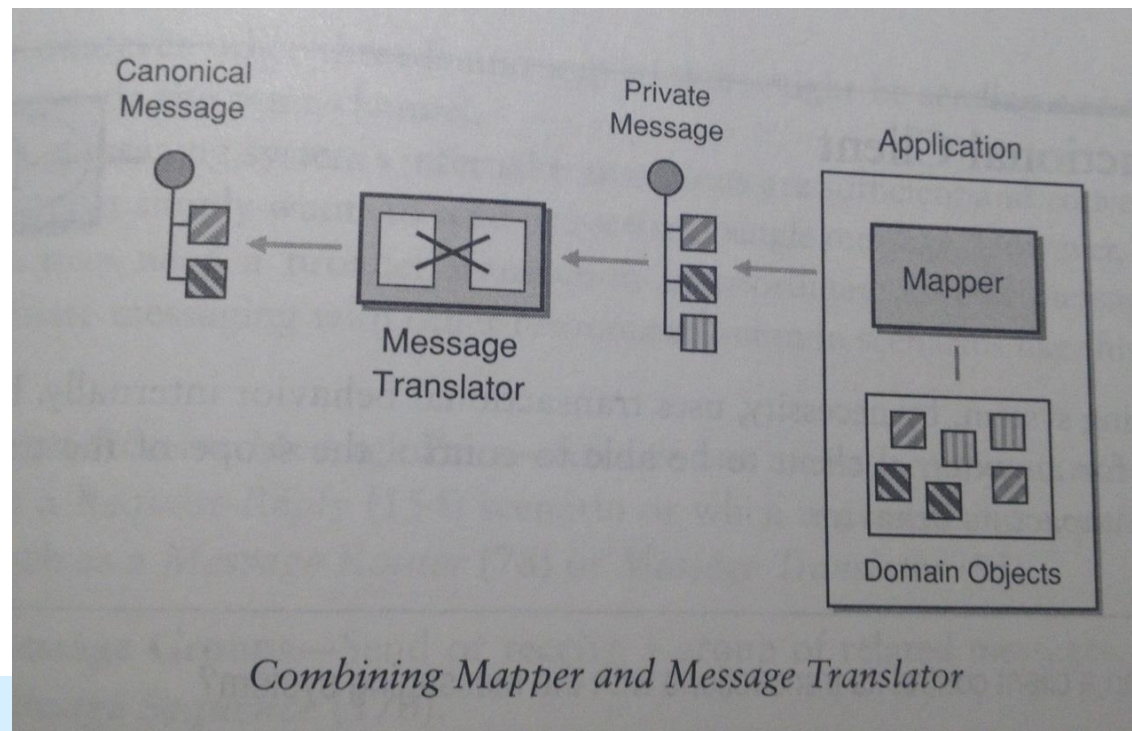 Canonical
Message
Private
Message
Application
Mapper
Message
Translator
Domain Objects
Combining Mapper and Message Translator